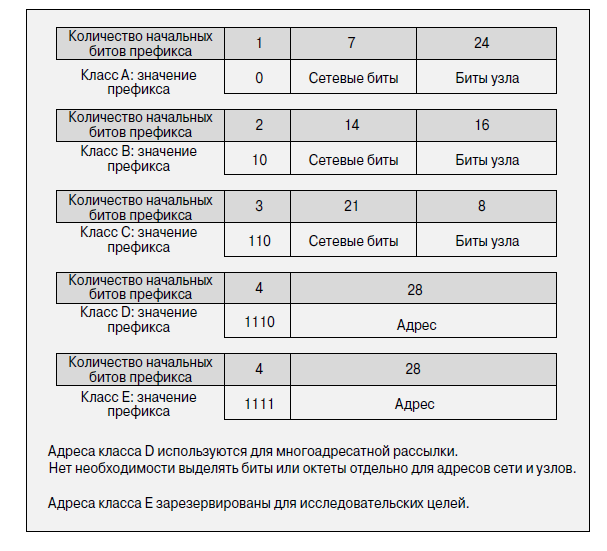 Количество начальных
битов префикса
1
7
24
Класс A: значение
префикса
0
Сетевые биты
Биты узла
Количество начальных
битов префикса
2
14
16
Класс B: значение
префикса
10
Сетевые биты
Биты узла
Количество начальных
битов префикса
3
21
8
Класс C: значение
префикса
110
Сетевые биты
Биты узла
Количество начальных
битов префикса
4
28
Класс D: значение
префикса
1110
Адрес
Количество начальных
битов префикса
4
28
Класс E: значение
префикса
1111
Адрес
Адреса класса D используются для многоадресатной рассылки.
Нет необходимости выделять биты или октеты отдельно для адресов сети и узлов.
Адреса класса E зарезервированы для исследовательских целей.